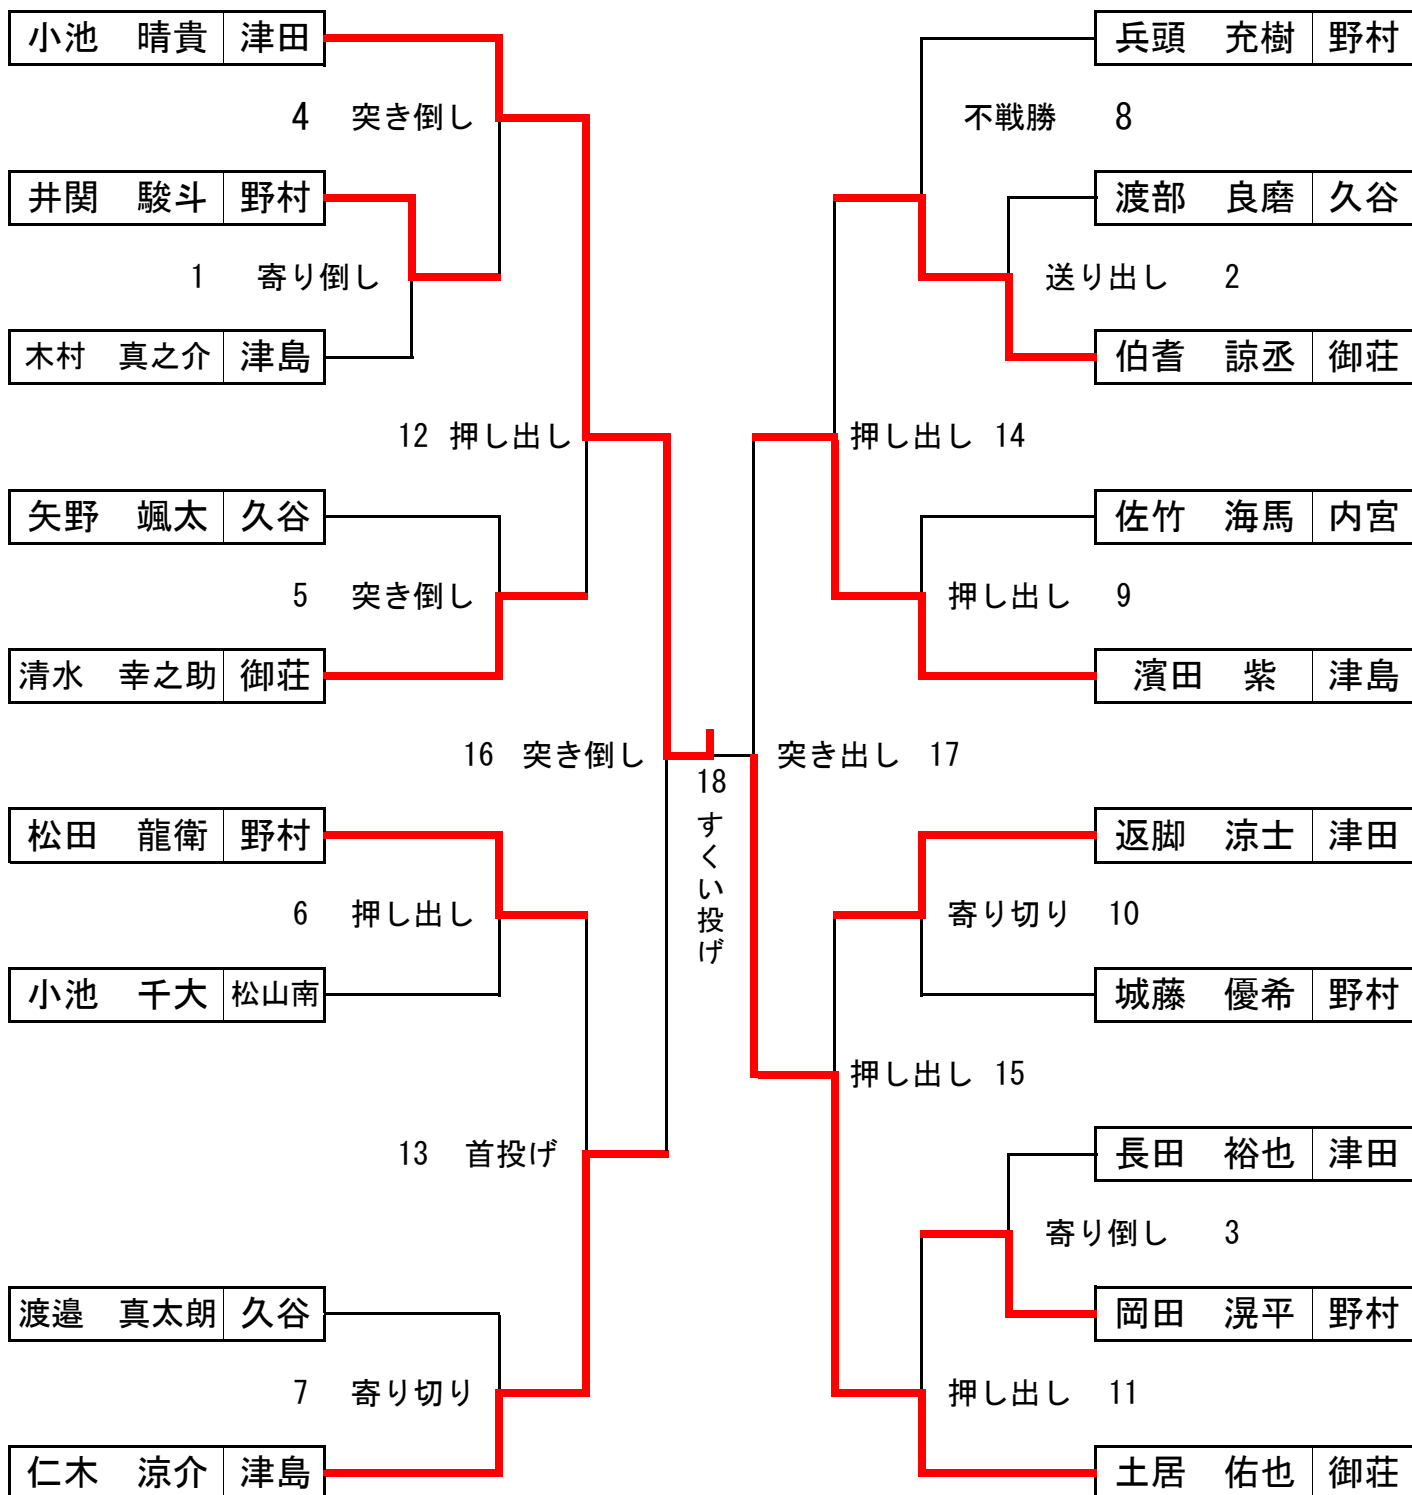 小池　晴貴 津田
4 突き倒し
井関　駿斗 野村
1 寄り倒し
木村　真之介 津島
12 押し出し
矢野　颯太 久谷
5 突き倒し
清水　幸之助 御荘
16 突き倒し
松田　龍衛 野村
6 押し出し
小池　千大 松山南
13 首投げ
渡邉　真太朗 久谷
7 寄り切り
仁木　涼介 津島
18
すくい投げ
兵頭　充樹 野村
不戦勝 8
渡部　良磨 久谷
送り出し 2
伯耆　諒丞 御荘
押し出し 14
佐竹　海馬 内宮
押し出し 9
濱田　紫 津島
突き出し 17
返脚　涼士 津田
寄り切り 10
城藤　優希 野村
押し出し 15
長田　裕也 津田
寄り倒し 3
岡田　滉平 野村
押し出し 11
土居　佑也 御荘